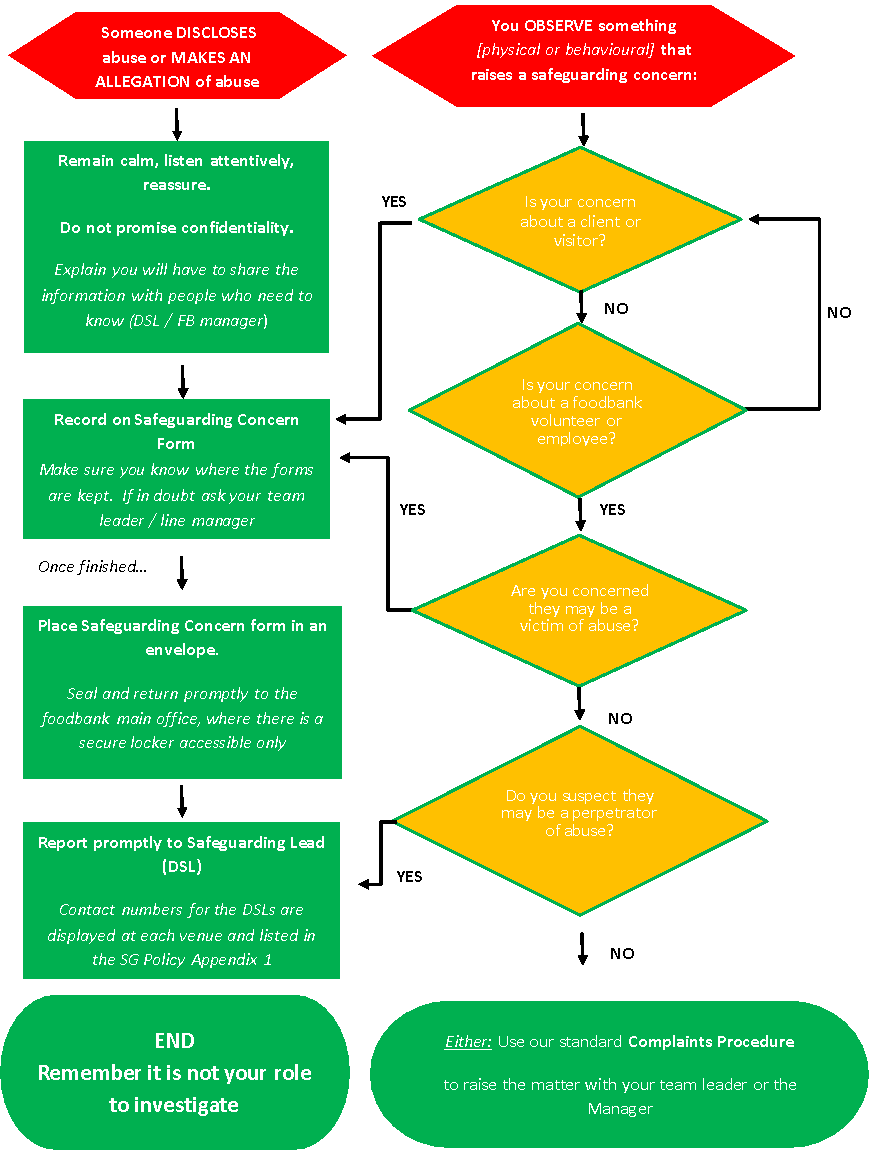 Someone DISCLOSES
abuse or MAKES AN
ALLEGATION of abuse
Remain calm, listen attentively,
reassure.
Do not promise confidentiality.
Explain you will have to share the
information with people who need to
know (DSL / FB manager)
Record on Safeguarding Concern
Form
Make sure you know where the forms
are kept.  If in doubt ask your team
leader / line manager
Once finished...
Place Safeguarding Concern form in an
envelope.
Seal and return promptly to the
foodbank main office, where there is a
secure locker accessible only
Report promptly to Safeguarding Lead
(DSL)
Contact numbers for the DSLs are
displayed at each venue and listed in
the SG Policy Appendix 1
END
Remember it is not your role
to investigate
You OBSERVE something
[physical or behavioural] that
raises a safeguarding concern:
Is your concern
about a client or
visitor?
YES
NO
Is your concern
about a foodbank
volunteer or
employee?
NO
YES
Are you concerned
they may be a
victim of abuse?
YES
NO
Do you suspect they
may be a perpetrator
of abuse?
YES
NO
Either: Use our standard Complaints Procedure
to raise the matter with your team leader or the
Manager